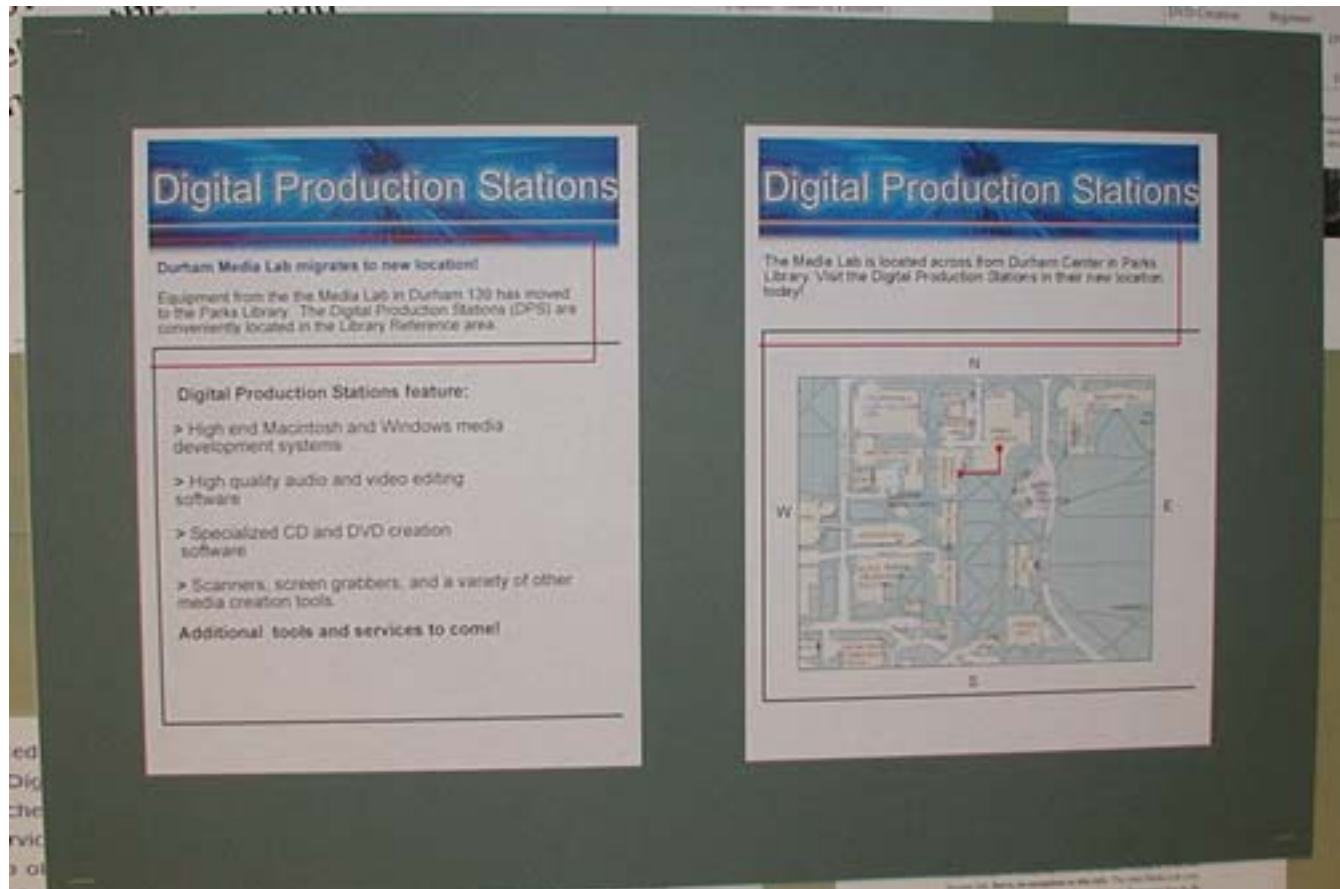 Digital Production Stations
Durham Media Lab migrates to new location!
Equipment from the the Media Lab in Durham 139 has moved
to the Parks Library. The Digital Production Stations (DPS) are
conveniently located in the Library Reference area.
Digital Production Stations feature:
> High end Macintosh and Windows media
development systems
> High quality audio and video editing
software
> Specialized CD and DVD creation
software
> Scanners, screen grabbers, and a variety of other
media creation tools.
Additional tools and services to come!
Digital Production Stations
The Media Lab is located across from Durham Center in Parks
Library. Visit the Digital Production Stations in their new location
today!
N
W
E
S
DVD Creation
Beginner